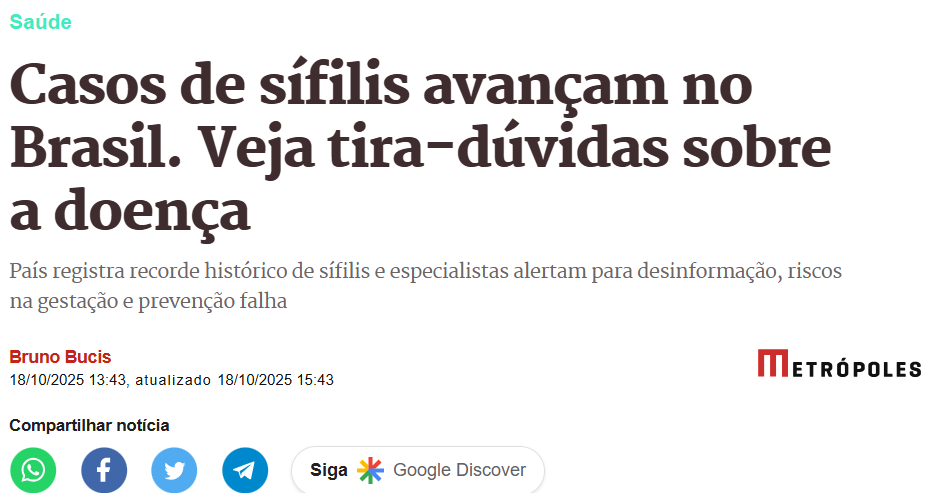 Saúde
Casos de sífilis avançam no
Brasil. Veja tira-dúvidas sobre
a doença
País registra recorde histórico de sífilis e especialistas alertam para desinformação, riscos
na gestação e prevenção falha
Bruno Bucis
18/10/2025 13:43, atualizado 18/10/2025 15:43
METRÓPOLES
Compartilhar notícia
Siga Google Discover